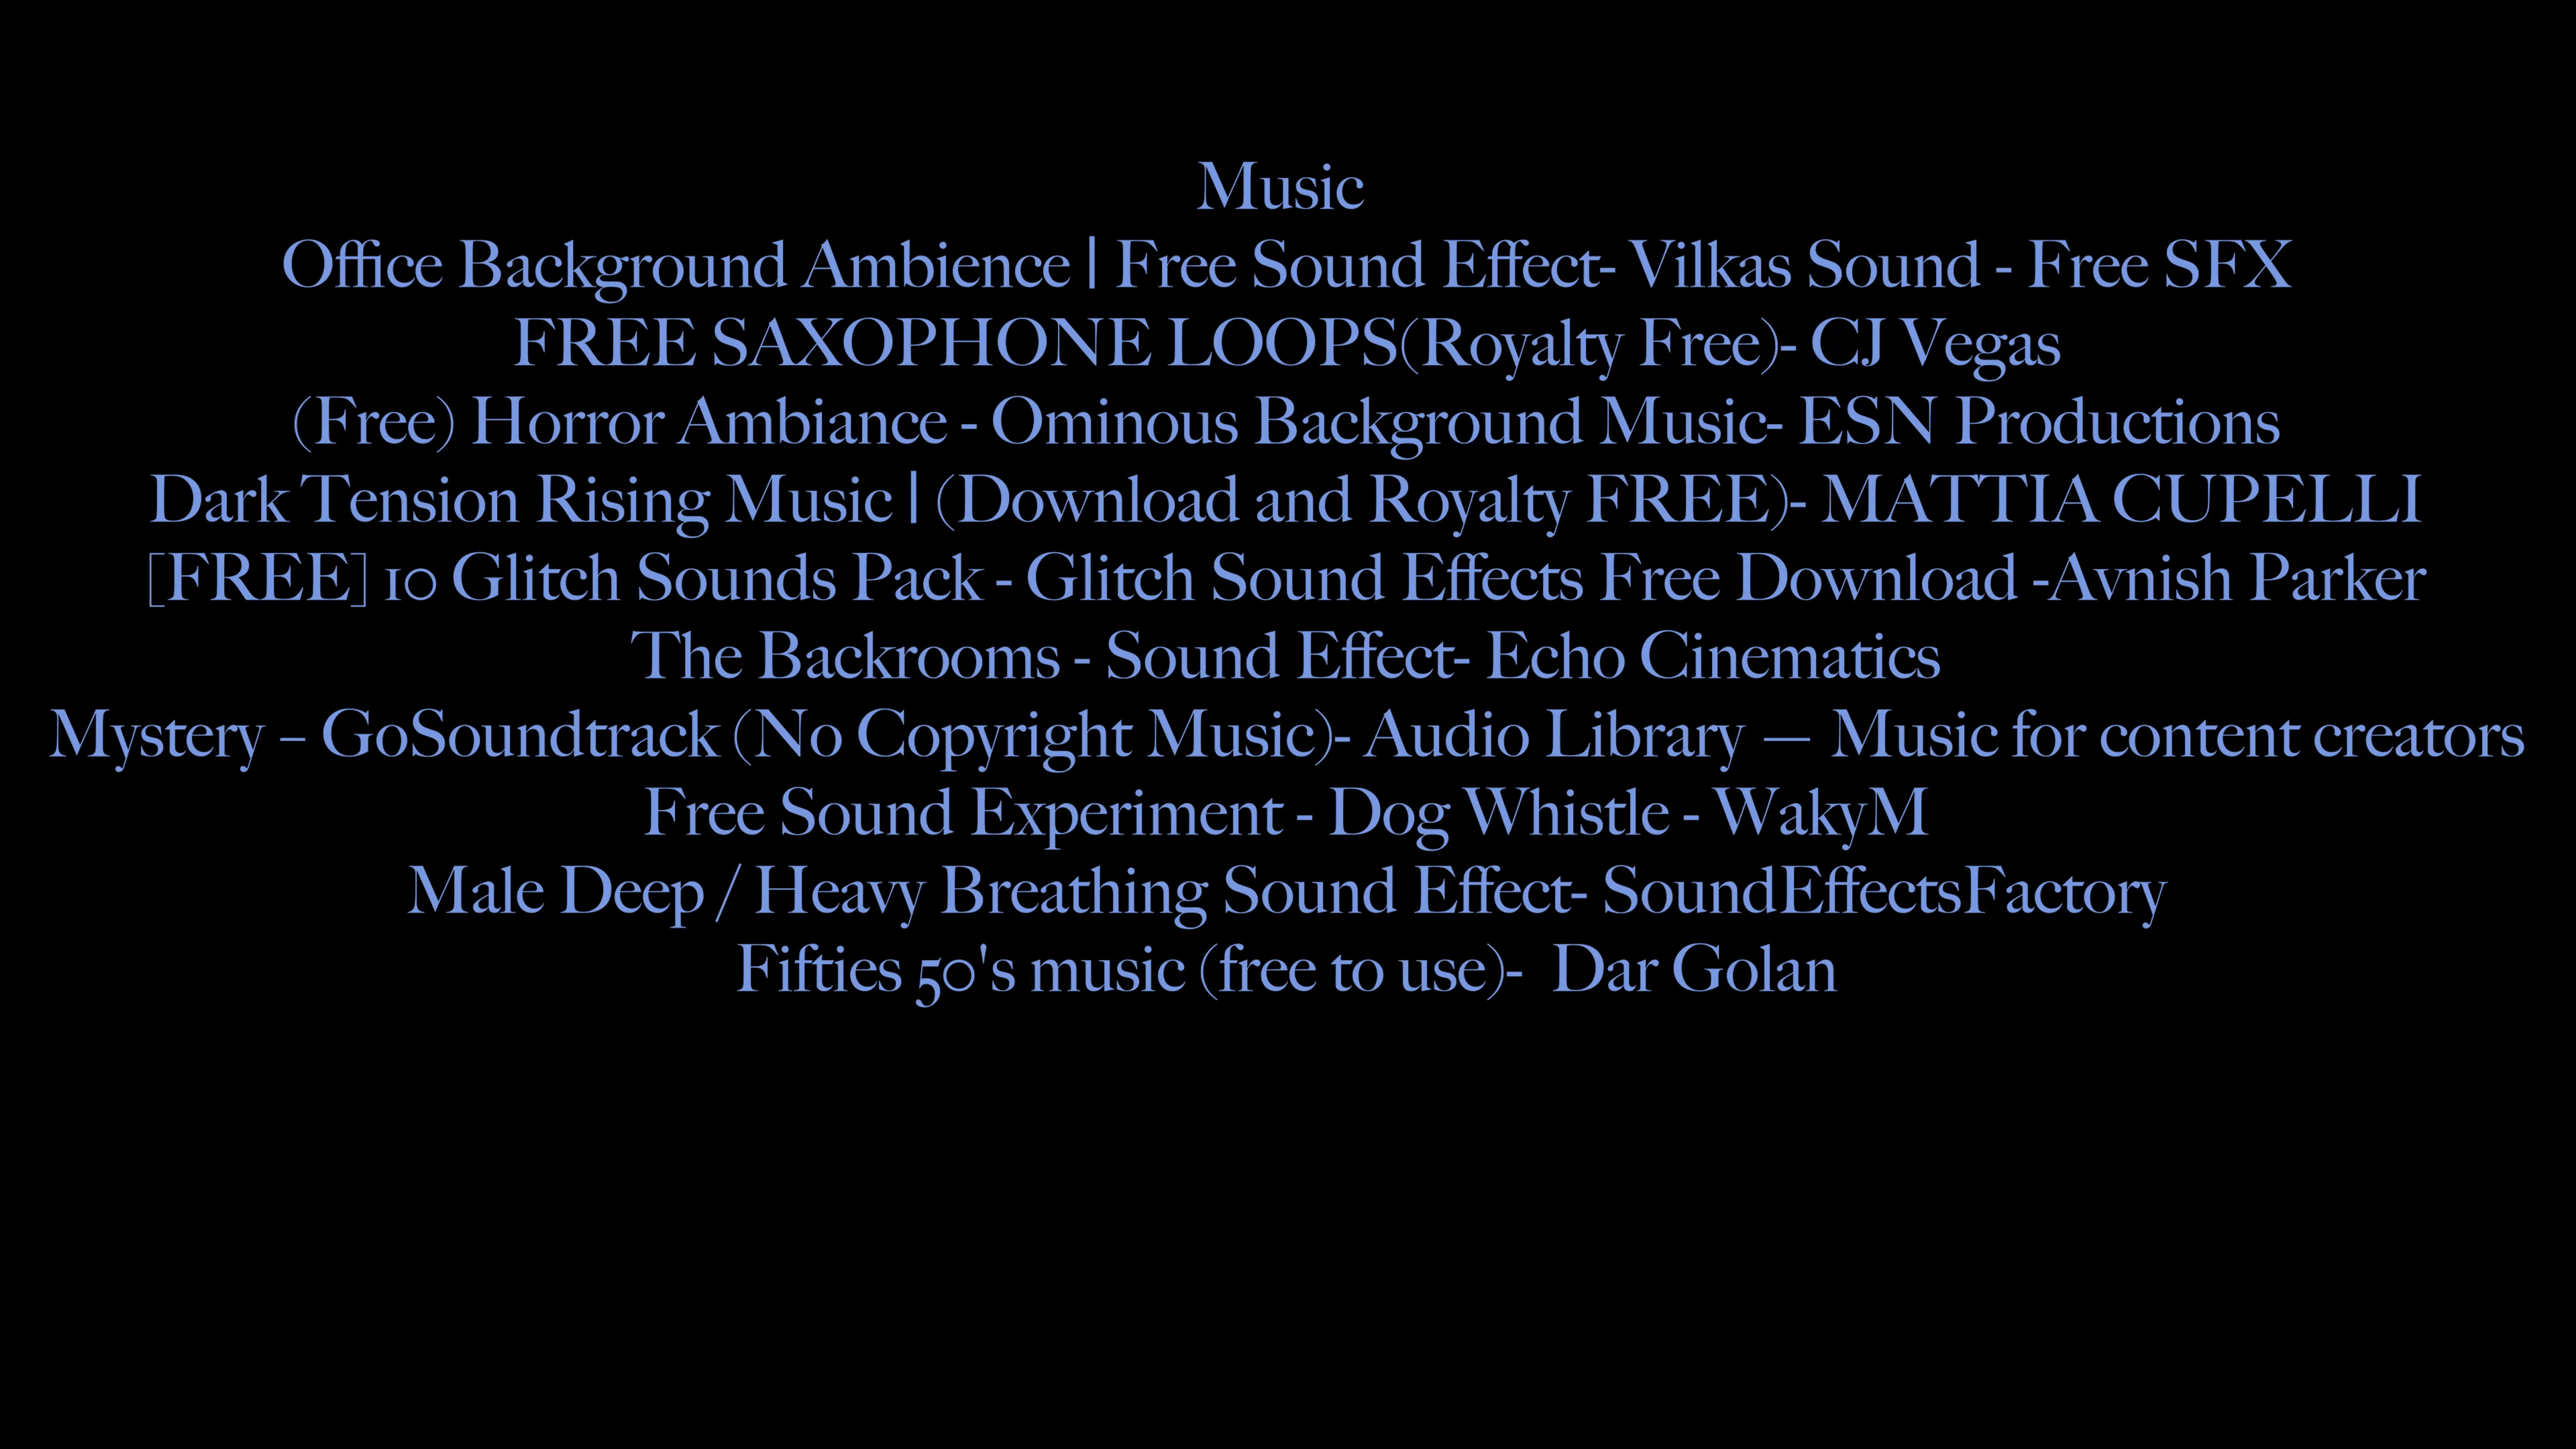 Music
Office Background Ambience | Free Sound Effect- Vilkas Sound - Free SFX
FREE SAXOPHONE LOOPS(Royalty Free)- CJ Vegas
(Free) Horror Ambiance - Ominous Background Music- ESN Productions
Dark Tension Rising Music | (Download and Royalty FREE)- MATTIA CUPELLI
[FREE] 10 Glitch Sounds Pack - Glitch Sound Effects Free Download -Avnish Parker
The Backrooms - Sound Effect- Echo Cinematics
Mystery – GoSoundtrack (No Copyright Music)- Audio Library — Music for content creators
Free Sound Experiment - Dog Whistle - WakyM
Male Deep / Heavy Breathing Sound Effect- SoundEffectsFactory
Fifties 50's music (free to use)-  Dar Golan